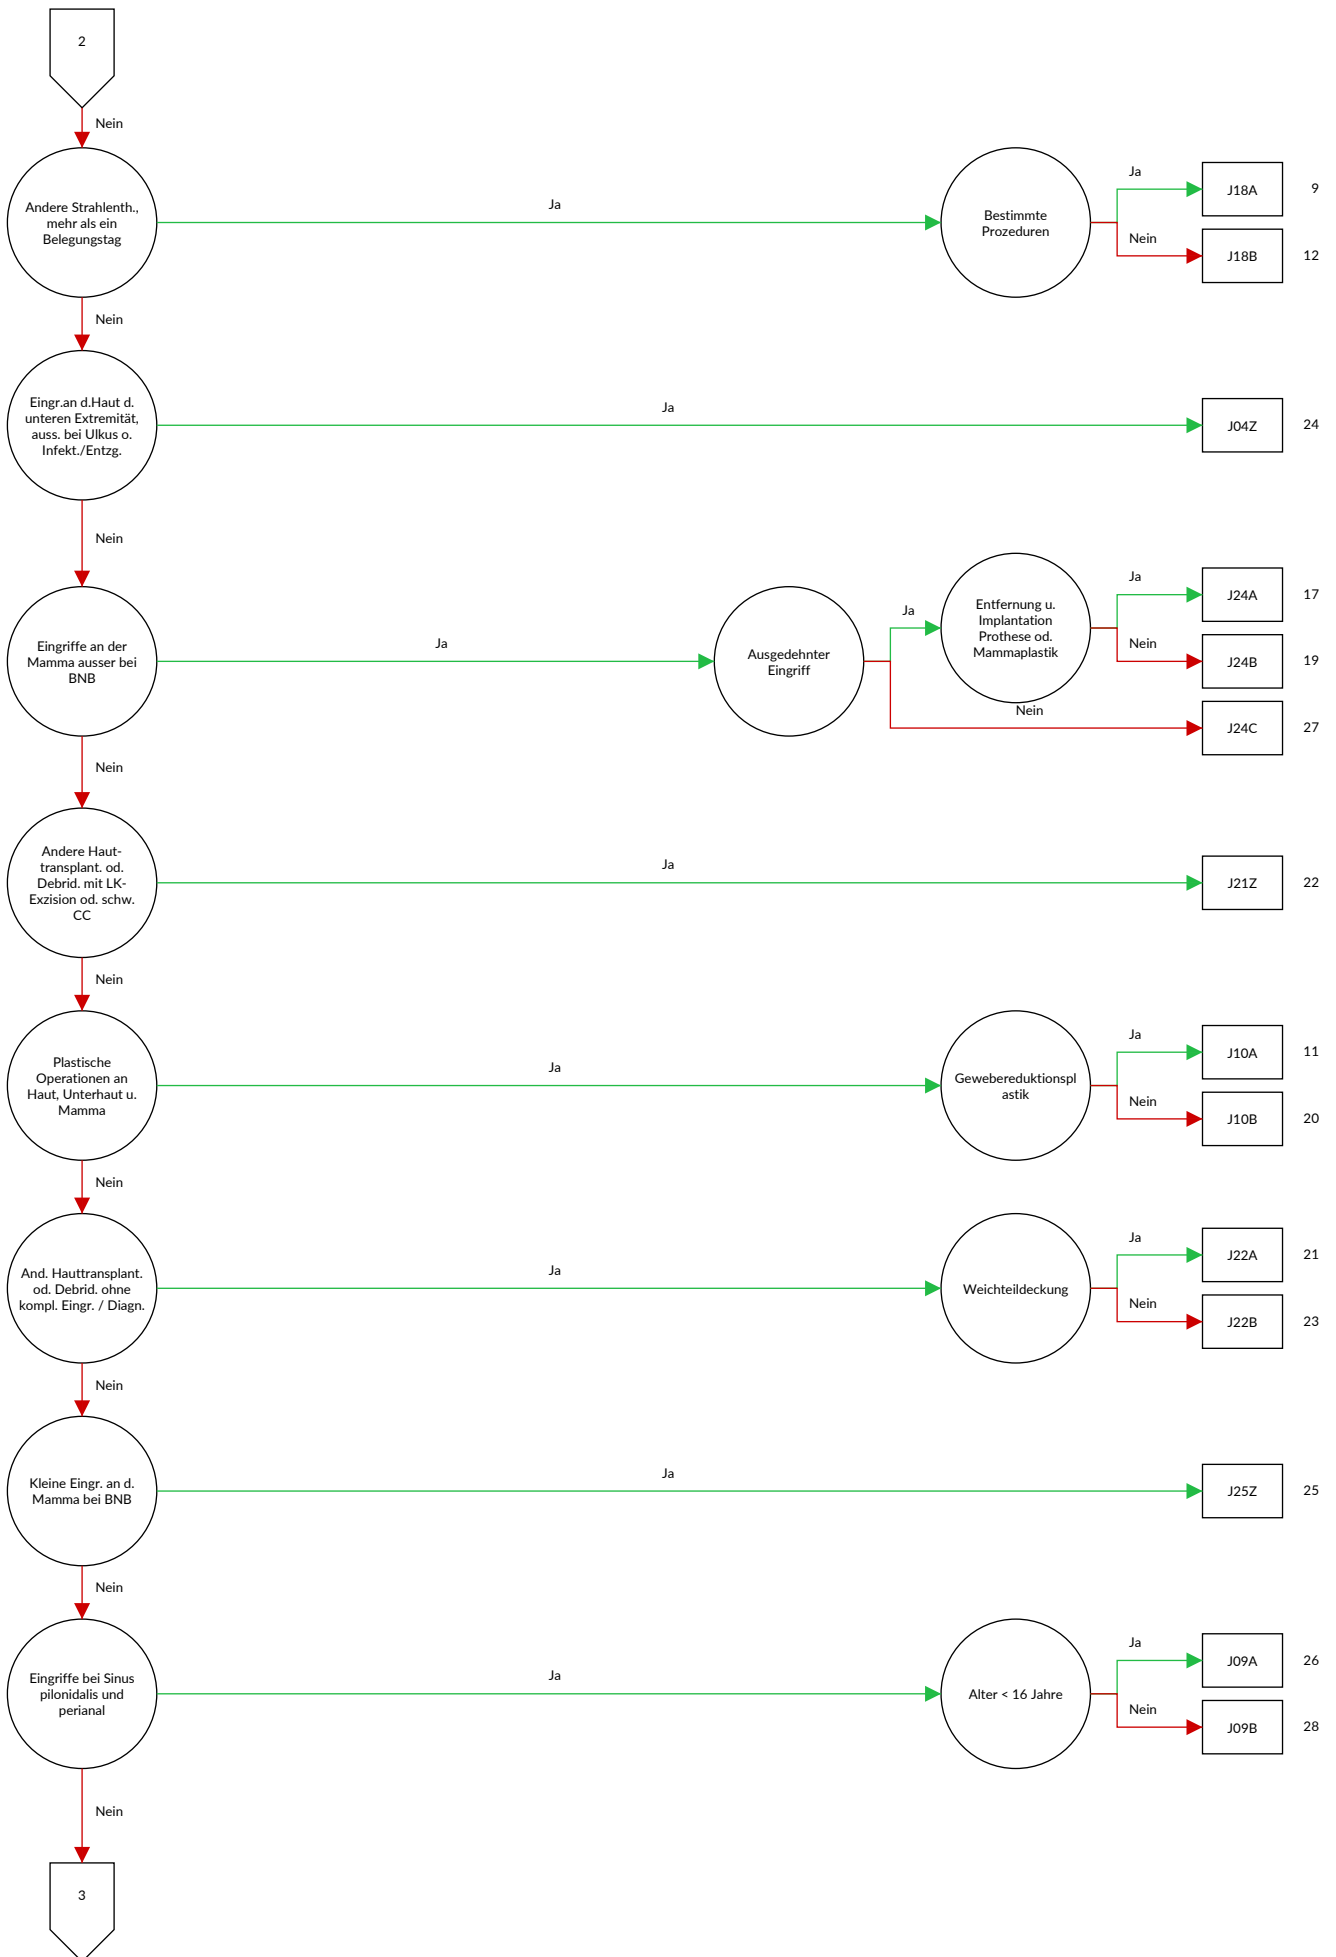 2
Nein
Andere Strahlenth.,
mehr als ein
Belegungstag
Ja
Bestimmte
Prozeduren
Ja
J18A
9
Nein
J18B
12
Nein
Eingr.an d.Haut d.
unteren Extremität,
auss. bei Ulkus o.
Infekt./Entzg.
Ja
J04Z
24
Nein
Eingriffe an der
Mamma ausser bei
BNB
Ja
Ausgedehnter
Eingriff
Ja
Entfernung u.
Implantation
Prothese od.
Mammaplastik
Ja
J24A
17
Nein
J24B
19
Nein
J24C
27
Nein
Andere Haut-
transplant. od.
Debrid. mit LK-
Exzision od. schw.
CC
Ja
J21Z
22
Nein
Plastische
Operationen an
Haut, Unterhaut u.
Mamma
Ja
Gewebereduktionspl
astik
Ja
J10A
11
Nein
J10B
20
Nein
And. Hauttransplant.
od. Debrid. ohne
kompl. Eingr. / Diagn.
Ja
Weichteildeckung
Ja
J22A
21
Nein
J22B
23
Nein
Kleine Eingr. an d.
Mamma bei BNB
Ja
J25Z
25
Nein
Eingriffe bei Sinus
pilonidalis und
perianal
Ja
Alter < 16 Jahre
Ja
J09A
26
Nein
J09B
28
Nein
3